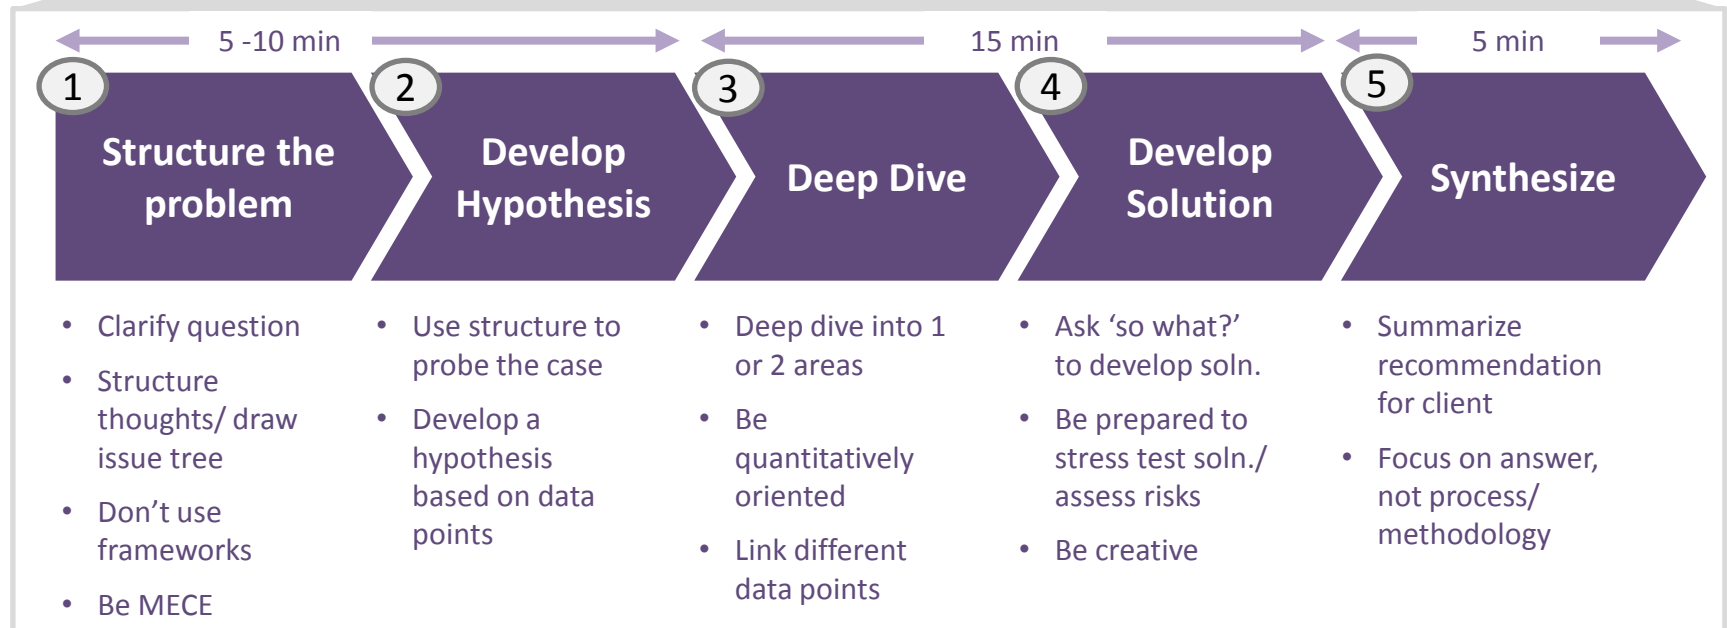 5 -10 min
15 min
5 min
1
2
3
4
5
Structure the
problem
Develop
Hypothesis
Deep Dive
Develop
Solution
Synthesize
• Clarify question
• Structure
thoughts/ draw
issue tree
• Don’t use
frameworks
• Be MECE
• Use structure to
probe the case
• Develop a
hypothesis
based on data
points
• Deep dive into 1
or 2 areas
• Be
quantitatively
oriented
• Link different
data points
• Ask ‘so what?’
to develop soln.
• Be prepared to
stress test soln./
assess risks
• Be creative
• Summarize
recommendation
for client
• Focus on answer,
not process/
methodology